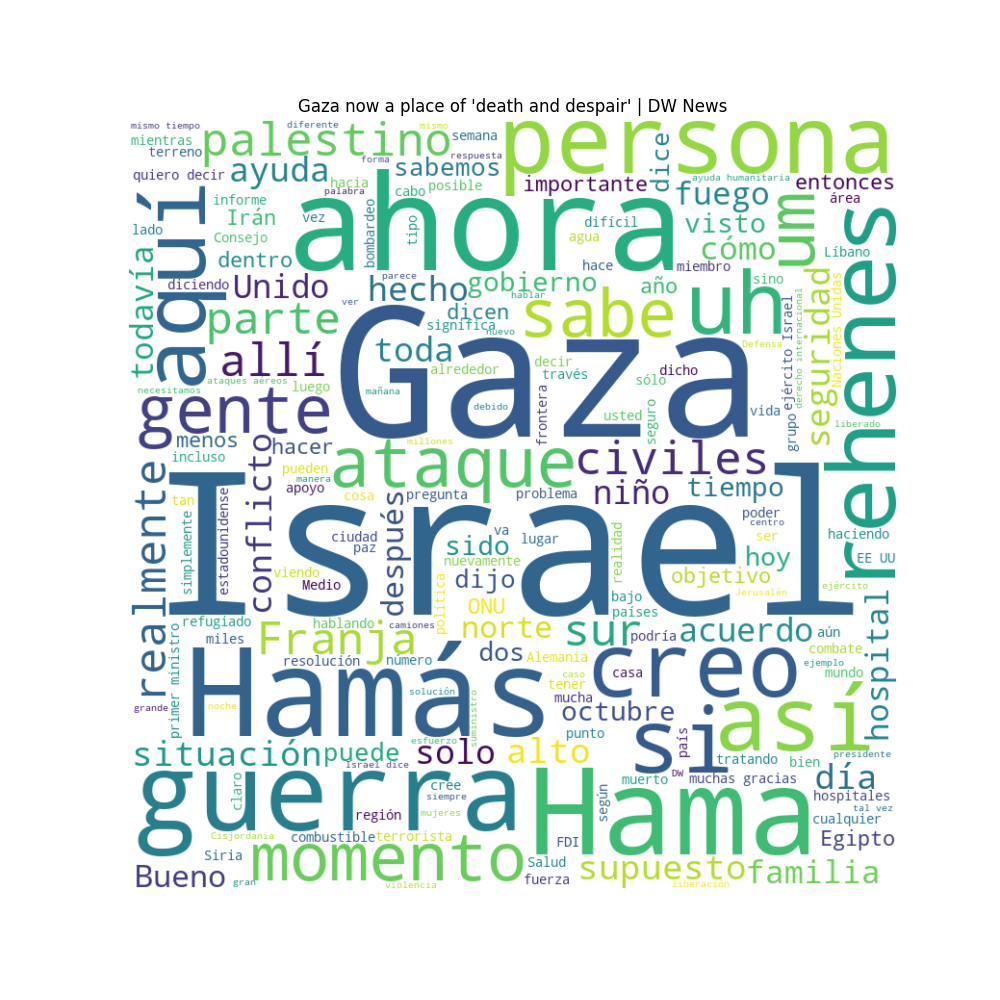 Gaza now a place of 'death and despair' | DW News
mismo tiempo
diferente
mismo
semana
persona
mientras
palestino
terreno
forma
respuesta
dice
ayuda humanitaria
quiero decir
ayuda
sabemos
importante
entonces
hacia
palabra
cabo
posible
fuego
área
informe
Irán
vez
ahora
difícil
visto
um
rehenes
lado
Consejo
bombardeo
tipo
agua
cómo
Líbano
aquí
todavía
dentro
hace
miembro
diciendo
Unido
parece
hecho
gobierno
año
sino
seguridad
Naciones Unidas
ver
hablar
sabe
uh
ejército Israel
derecho internacional
parte
dicen
significa
nuevo
Gaza
Defensa
allí
toda
decir
dicho
necesitamos
ataques aéreos
luego
alrededor
través
sólo
mañana
gente
debido
frontera
usted
seguro
vida
grupo
liberado
menos
hacer
millones
incluso
conflicto
pueden
manera
ataque
civiles
realmente
tan
apoyo
cosa
pregunta
problema
niño
tiempo
simplemente
estadounidense
Israel
ciudad
paz
después
va
lugar
realidad
poder
centro
ser
haciendo
sido
hoy
EE UU
viendo
Medio
nuevamente
dijo
objetivo
ejército
política
ONU
bajo
países
Jerusalén
refugiado
hablando
camiones
norte
sur
podría
acuerdo
aún
hospital
primer ministro
miles
Franja
resolución
número
dos
Alemania
combate
ejemplo
mundo
caso
tener
casa
creo
Hamás
solución
suministro
mucha
grande
noche
octubre
punto
si
así
situación
puede
esfuerzo
solo
alto
país
tratando
bien
presidente
Israel dice
DW
muchas gracias
día
guerra
claro
cree
siempre
Hama
muerto
según
hospitales
tal vez
región
mujeres
cualquier
Cisjordania
combustible
terrorista
FDI
Egipto
Siria
momento
Salud
supuesto
familia
Bueno
gran
violencia
fuerza
liberación